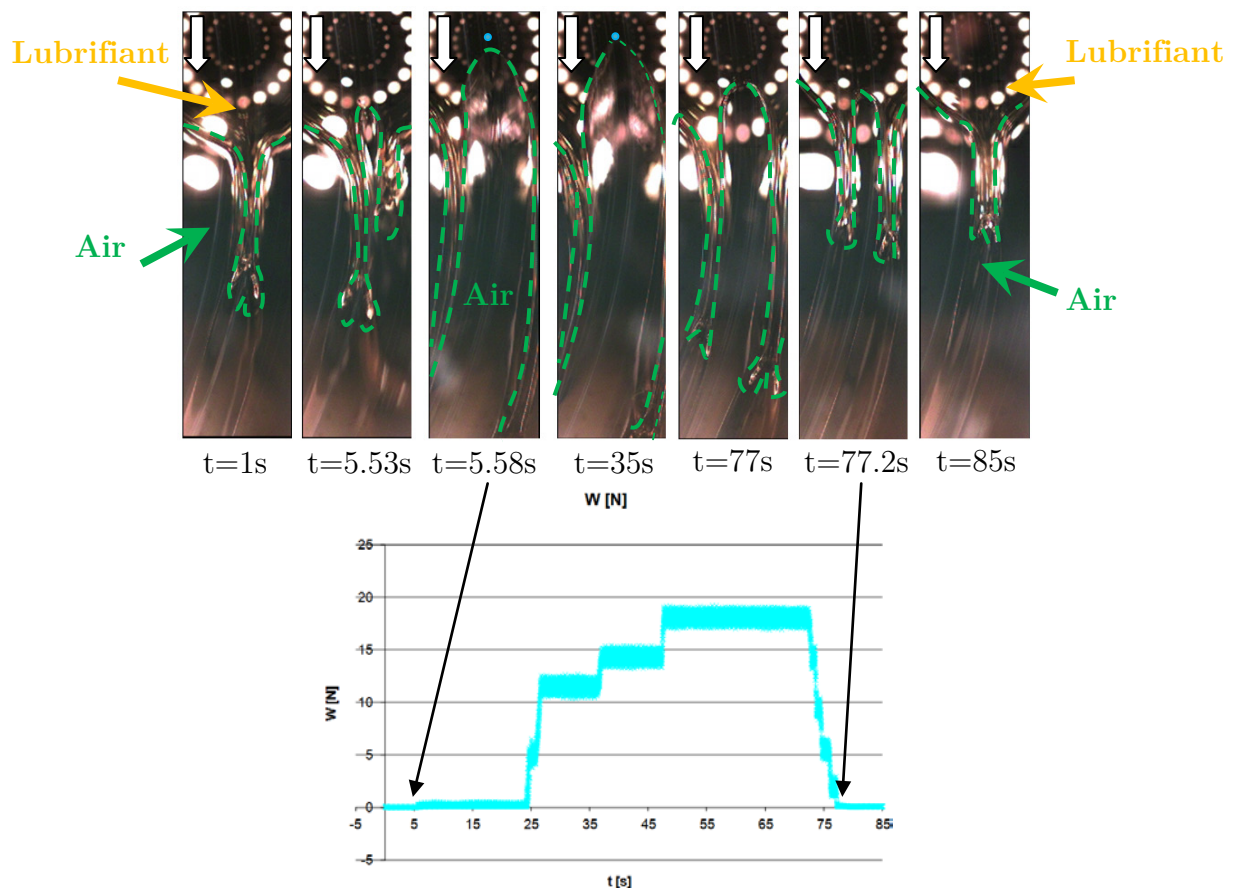 Lubrifiant
Lubrifiant
Air
Air
Air
t=1s t=5.53s t=5.58s t=35s t=77s t=77.2s t=85s
W [N]
25
20
15
10
5
0
-5
W [N]
-5 5 15 25 35 45 55 65 75 85
t [s]